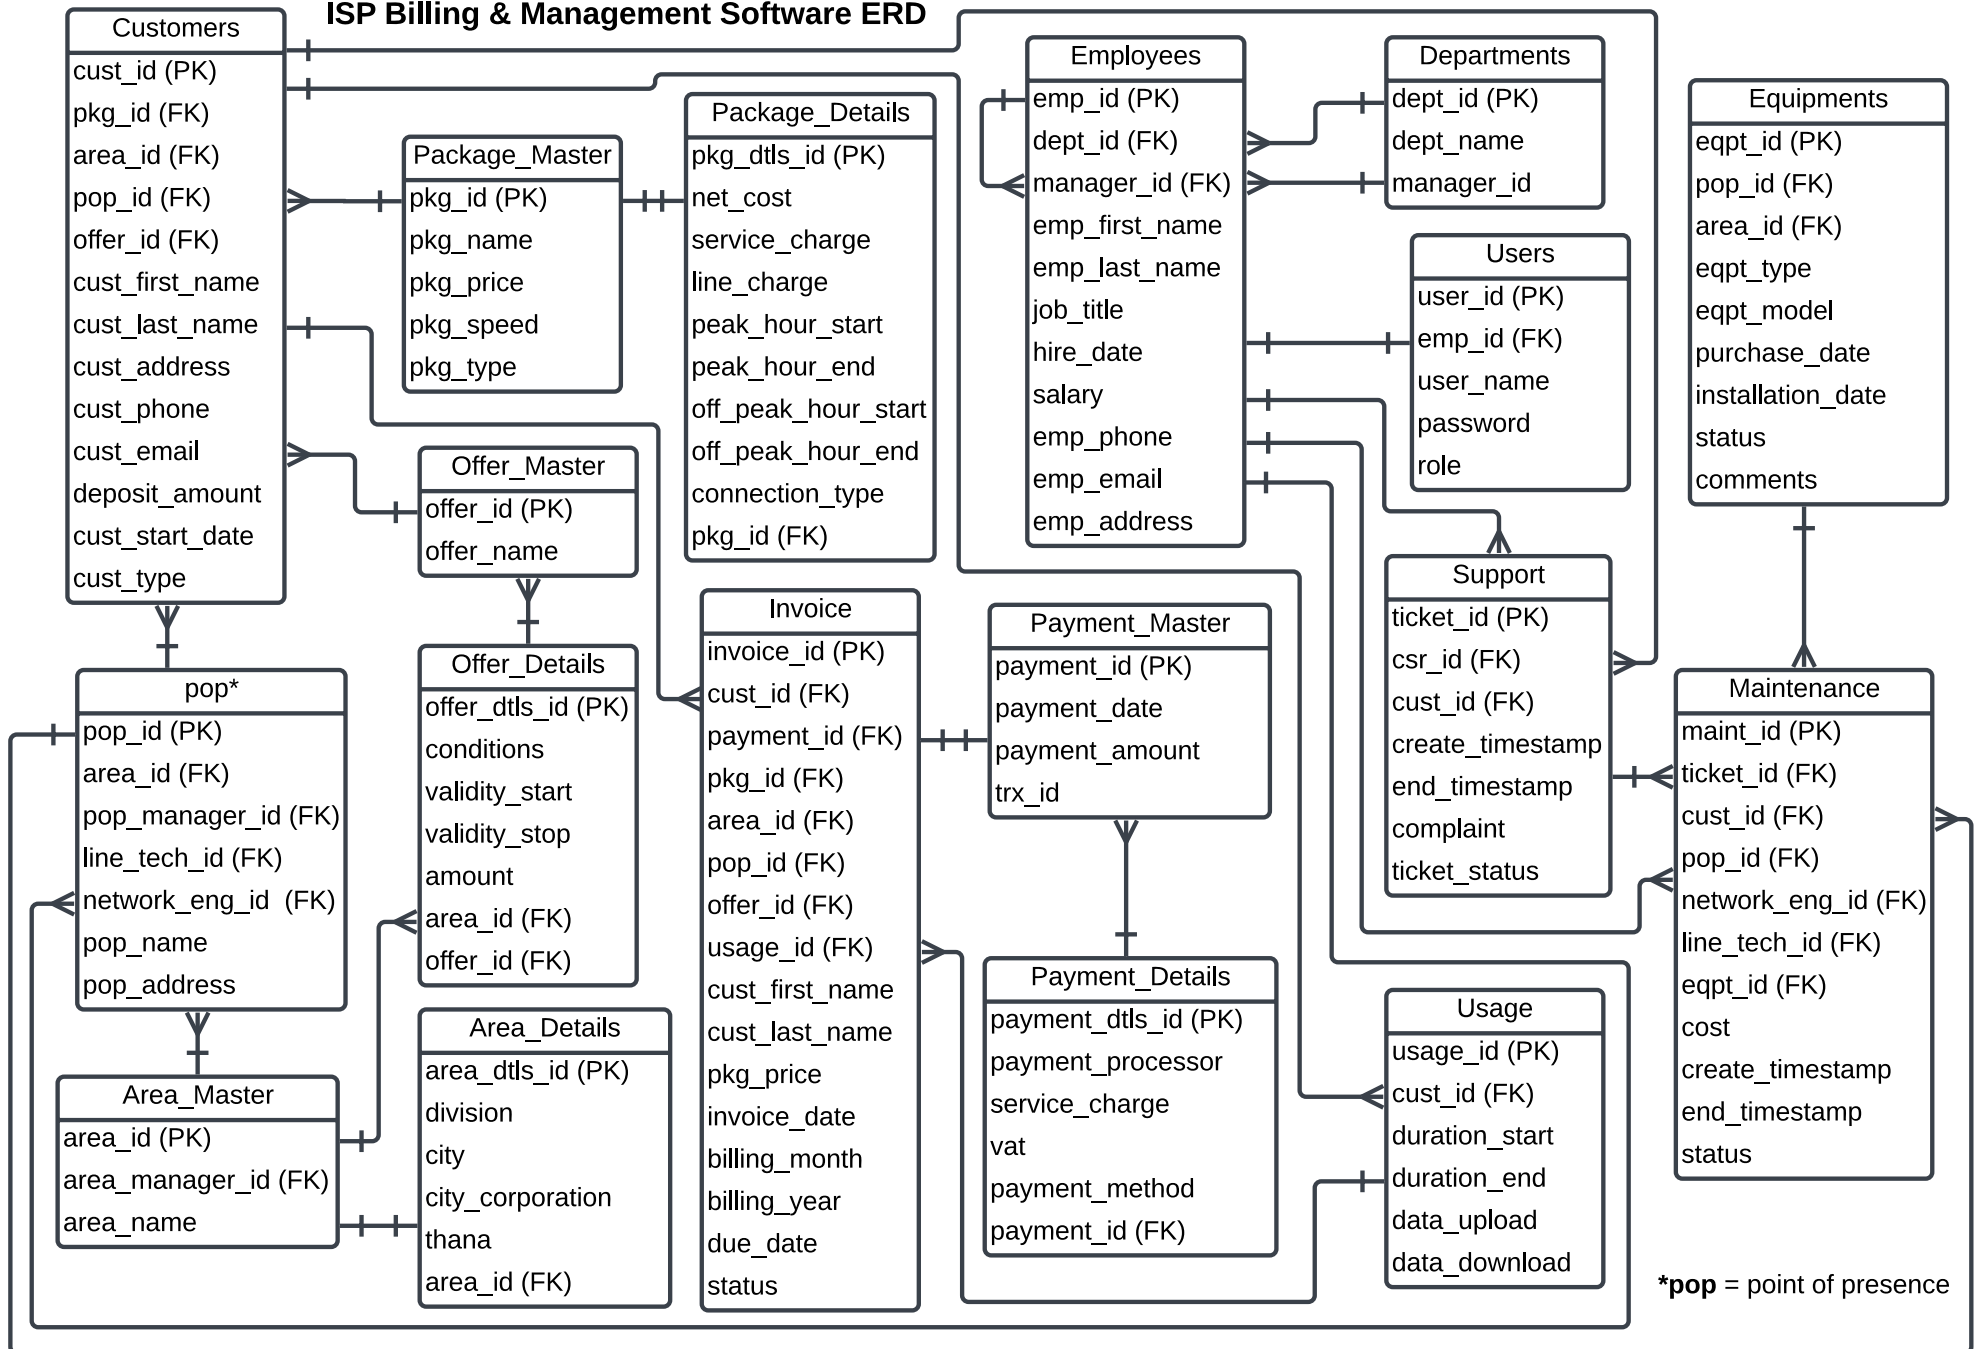 ISP Billing & Management Software ERD
Customers
cust_id (PK)
pkg_id (FK)
area_id (FK)
pop_id (FK)
offer_id (FK)
cust_first_name
cust_last_name
cust_address
cust_phone
cust_email
deposit_amount
cust_start_date
cust_type
Package_Master
pkg_id (PK)
pkg_name
pkg_price
pkg_speed
pkg_type
Package_Details
pkg_dtls_id (PK)
net_cost
service_charge
line_charge
peak_hour_start
peak_hour_end
off_peak_hour_start
off_peak_hour_end
connection_type
pkg_id (FK)
Employees
emp_id (PK)
dept_id (FK)
manager_id (FK)
emp_first_name
emp_last_name
job_title
hire_date
salary
emp_phone
emp_email
emp_address
Departments
dept_id (PK)
dept_name
manager_id
Users
user_id (PK)
emp_id (FK)
user_name
password
role
Equipments
eqpt_id (PK)
pop_id (FK)
area_id (FK)
eqpt_type
eqpt_model
purchase_date
installation_date
status
comments
Offer_Master
offer_id (PK)
offer_name
Offer_Details
offer_dtls_id (PK)
conditions
validity_start
validity_stop
amount
area_id (FK)
offer_id (FK)
pop*
pop_id (PK)
area_id (FK)
pop_manager_id (FK)
line_tech_id (FK)
network_eng_id (FK)
pop_name
pop_address
Area_Master
area_id (PK)
area_manager_id (FK)
area_name
Area_Details
area_dtls_id (PK)
division
city
city_corporation
thana
area_id (FK)
Invoice
invoice_id (PK)
cust_id (FK)
payment_id (FK)
pkg_id (FK)
area_id (FK)
pop_id (FK)
offer_id (FK)
usage_id (FK)
cust_first_name
cust_last_name
pkg_price
invoice_date
billing_month
billing_year
due_date
status
Payment_Master
payment_id (PK)
payment_date
payment_amount
trx_id
Payment_Details
payment_dtls_id (PK)
payment_processor
service_charge
vat
payment_method
payment_id (FK)
Support
ticket_id (PK)
csr_id (FK)
cust_id (FK)
create_timestamp
end_timestamp
complaint
ticket_status
Usage
usage_id (PK)
cust_id (FK)
duration_start
duration_end
data_upload
data_download
Maintenance
maint_id (PK)
ticket_id (FK)
cust_id (FK)
pop_id (FK)
network_eng_id (FK)
line_tech_id (FK)
eqpt_id (FK)
cost
create_timestamp
end_timestamp
status
*pop = point of presence